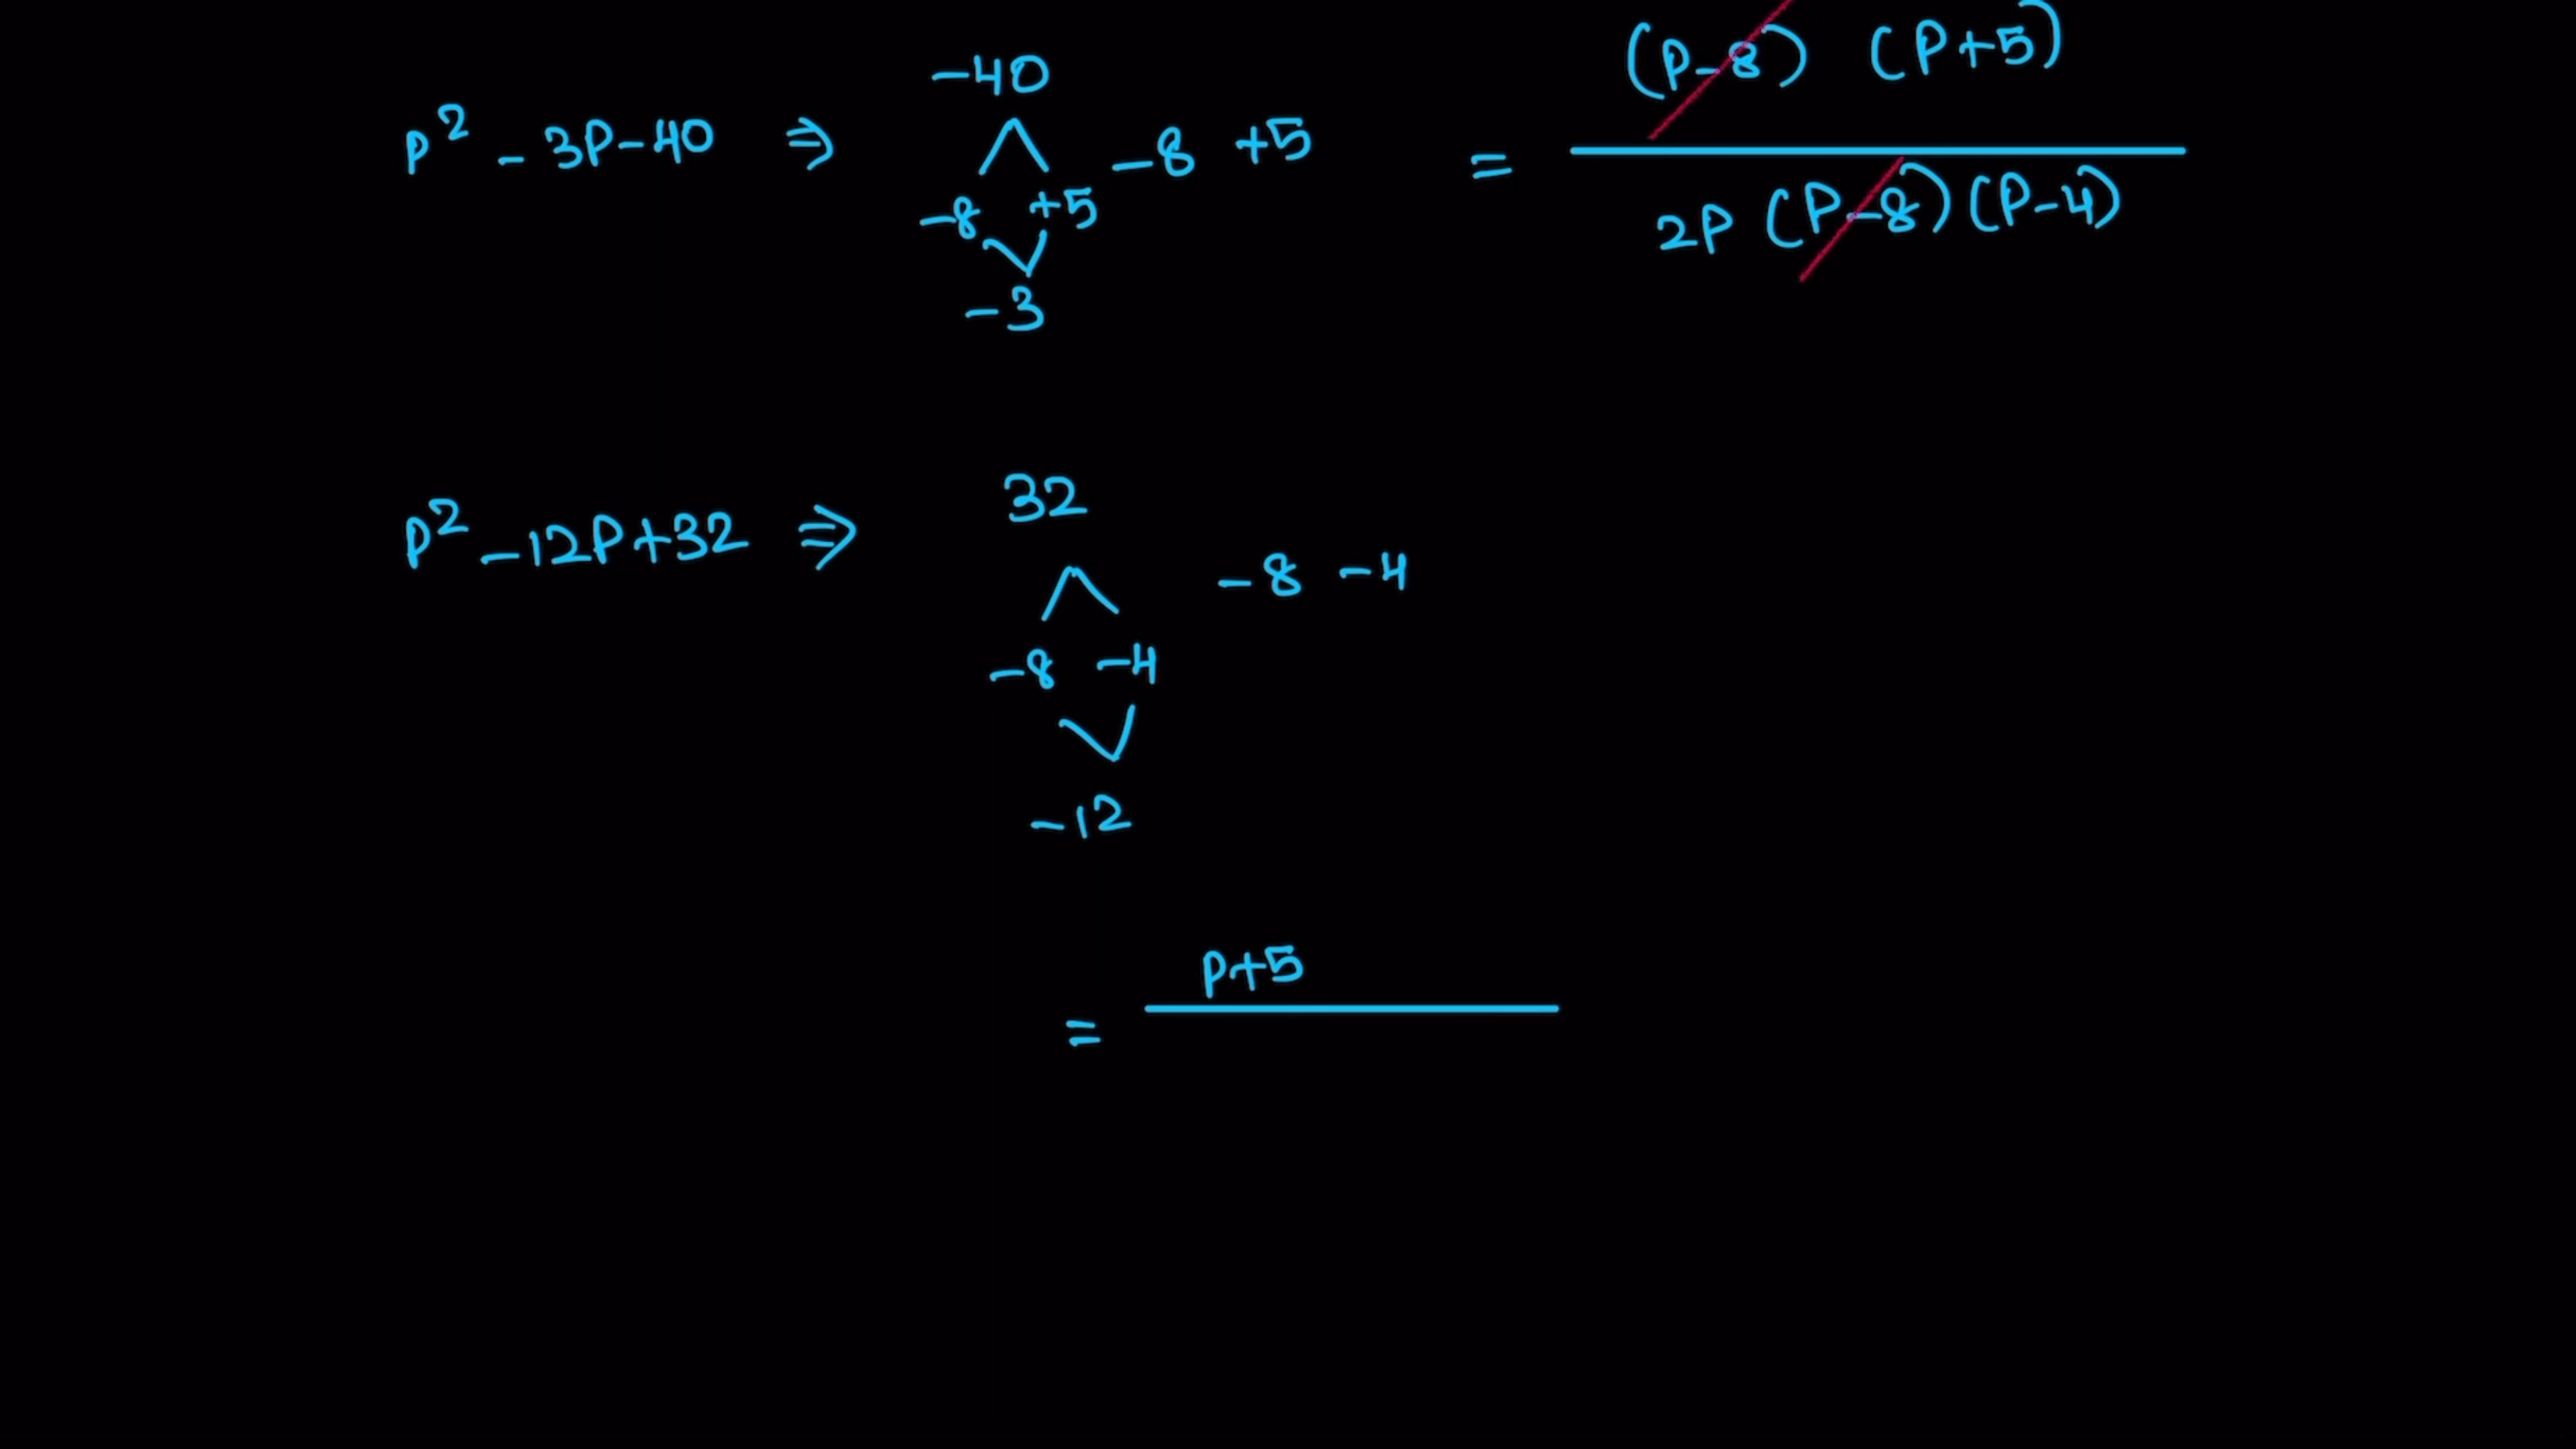 P² - 3P - 40 ⇒
-40
-8 +5
-3
-8 +5
= (P-8) (P+5)
2P (P-8)(P-4)
P² - 12P + 32 ⇒
32
-8 -4
-12
-8 -4
= P+5